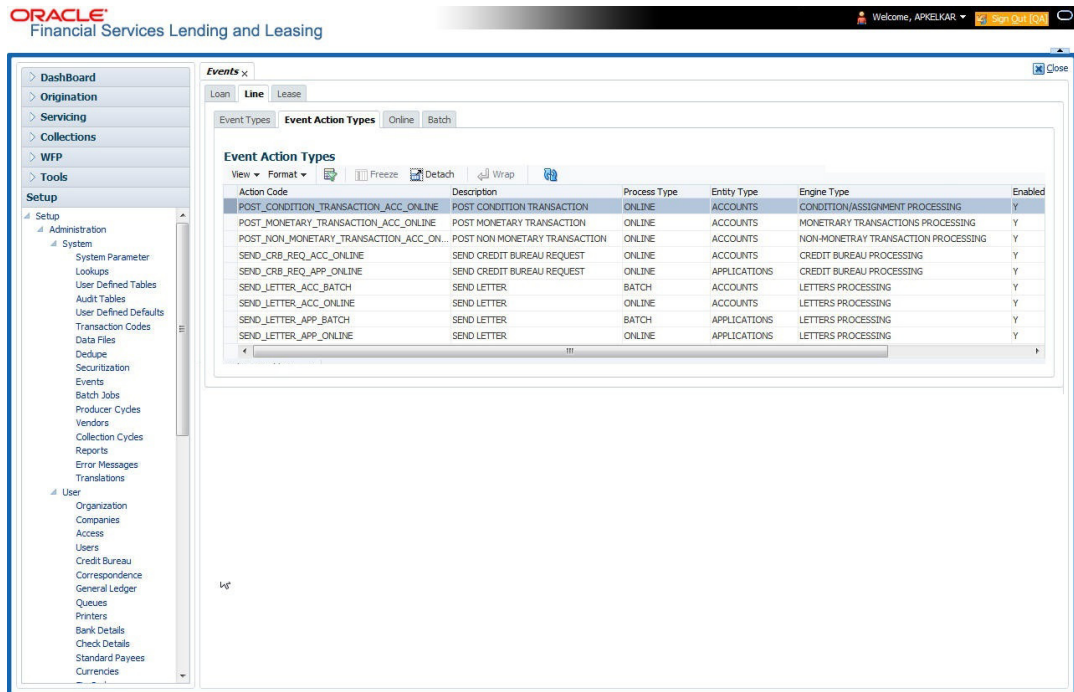 ORACLE
Financial Services Lending and Leasing
Welcome, APKELKAR
Sign Out [QA]
DashBoard
Origination
Servicing
Collections
WFP
Tools
Setup
Setup
Administration
System
System Parameter
Lookups
User Defined Tables
Audit Tables
User Defined Defaults
Transaction Codes
Data Files
Dedupe
Securitization
Events
Batch Jobs
Producer Cycles
Vendors
Collection Cycles
Reports
Error Messages
Translations
User
Organization
Companies
Access
Users
Credit Bureau
Correspondence
General Ledger
Queues
Printers
Bank Details
Check Details
Standard Payees
Currencies
Events x
Close
Loan Line Lease
Event Types Event Action Types Online Batch
Event Action Types
View Format Freeze Detach Wrap
Action Code Description Process Type Entity Type Engine Type Enabled
POST_CONDITION_TRANSACTION_ACC_ONLINE POST CONDITION TRANSACTION ONLINE ACCOUNTS CONDITION/ASSIGNMENT PROCESSING Y
POST_MONETARY_TRANSACTION_ACC_ONLINE POST MONETARY TRANSACTION ONLINE ACCOUNTS MONETRARY TRANSACTIONS PROCESSING Y
POST_NON_MONETARY_TRANSACTION_ACC_ON... POST NON MONETARY TRANSACTION ONLINE ACCOUNTS NON-MONETRAY TRANSACTION PROCESSING Y
SEND_CRB_REQ_ACC_ONLINE SEND CREDIT BUREAU REQUEST ONLINE ACCOUNTS CREDIT BUREAU PROCESSING Y
SEND_CRB_REQ_APP_ONLINE SEND CREDIT BUREAU REQUEST ONLINE APPLICATIONS CREDIT BUREAU PROCESSING Y
SEND_LETTER_ACC_BATCH SEND LETTER BATCH ACCOUNTS LETTERS PROCESSING Y
SEND_LETTER_ACC_ONLINE SEND LETTER ONLINE ACCOUNTS LETTERS PROCESSING Y
SEND_LETTER_APP_BATCH SEND LETTER BATCH APPLICATIONS LETTERS PROCESSING Y
SEND_LETTER_APP_ONLINE SEND LETTER ONLINE APPLICATIONS LETTERS PROCESSING Y